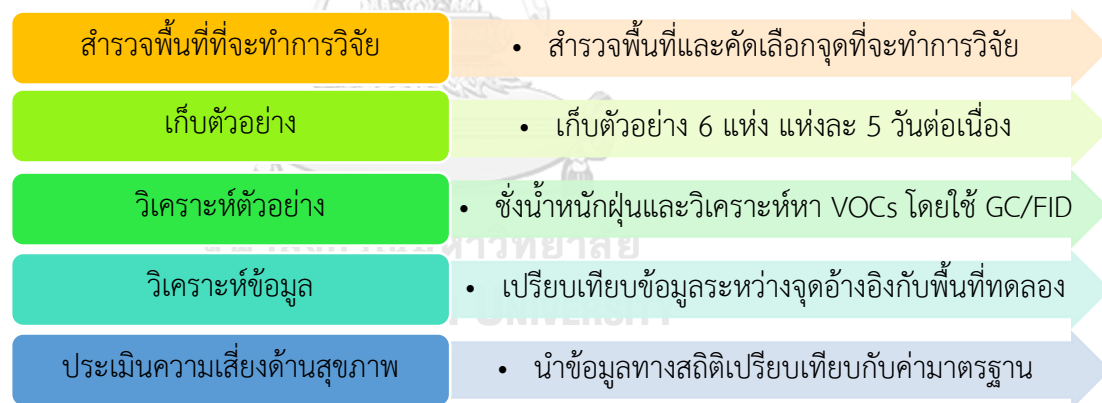 สำรวจพื้นที่ที่จะทำการวิจัย
• สำรวจพื้นที่และคัดเลือกจุดที่จะทำการวิจัย
เก็บตัวอย่าง
• เก็บตัวอย่าง 6 แห่ง แห่งละ 5 วันต่อเนื่อง
วิเคราะห์ตัวอย่าง
• ชั่งน้ำหนักฝุ่นและวิเคราะห์หา VOCs โดยใช้ GC/FID
วิเคราะห์ข้อมูล
• เปรียบเทียบข้อมูลระหว่างจุดอ้างอิงกับพื้นที่ทดลอง
ประเมินความเสี่ยงด้านสุขภาพ
• นำข้อมูลทางสถิติเปรียบเทียบกับค่ามาตรฐาน